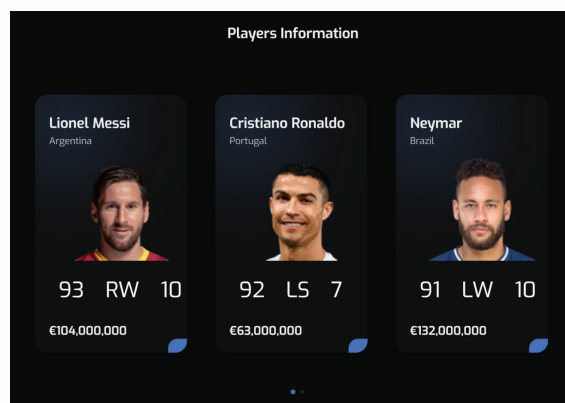 Players Information
Lionel Messi
Argentina
93 RW 10
€104,000,000
Cristiano Ronaldo
Portugal
92 LS 7
€63,000,000
Neymar
Brazil
91 LW 10
€132,000,000